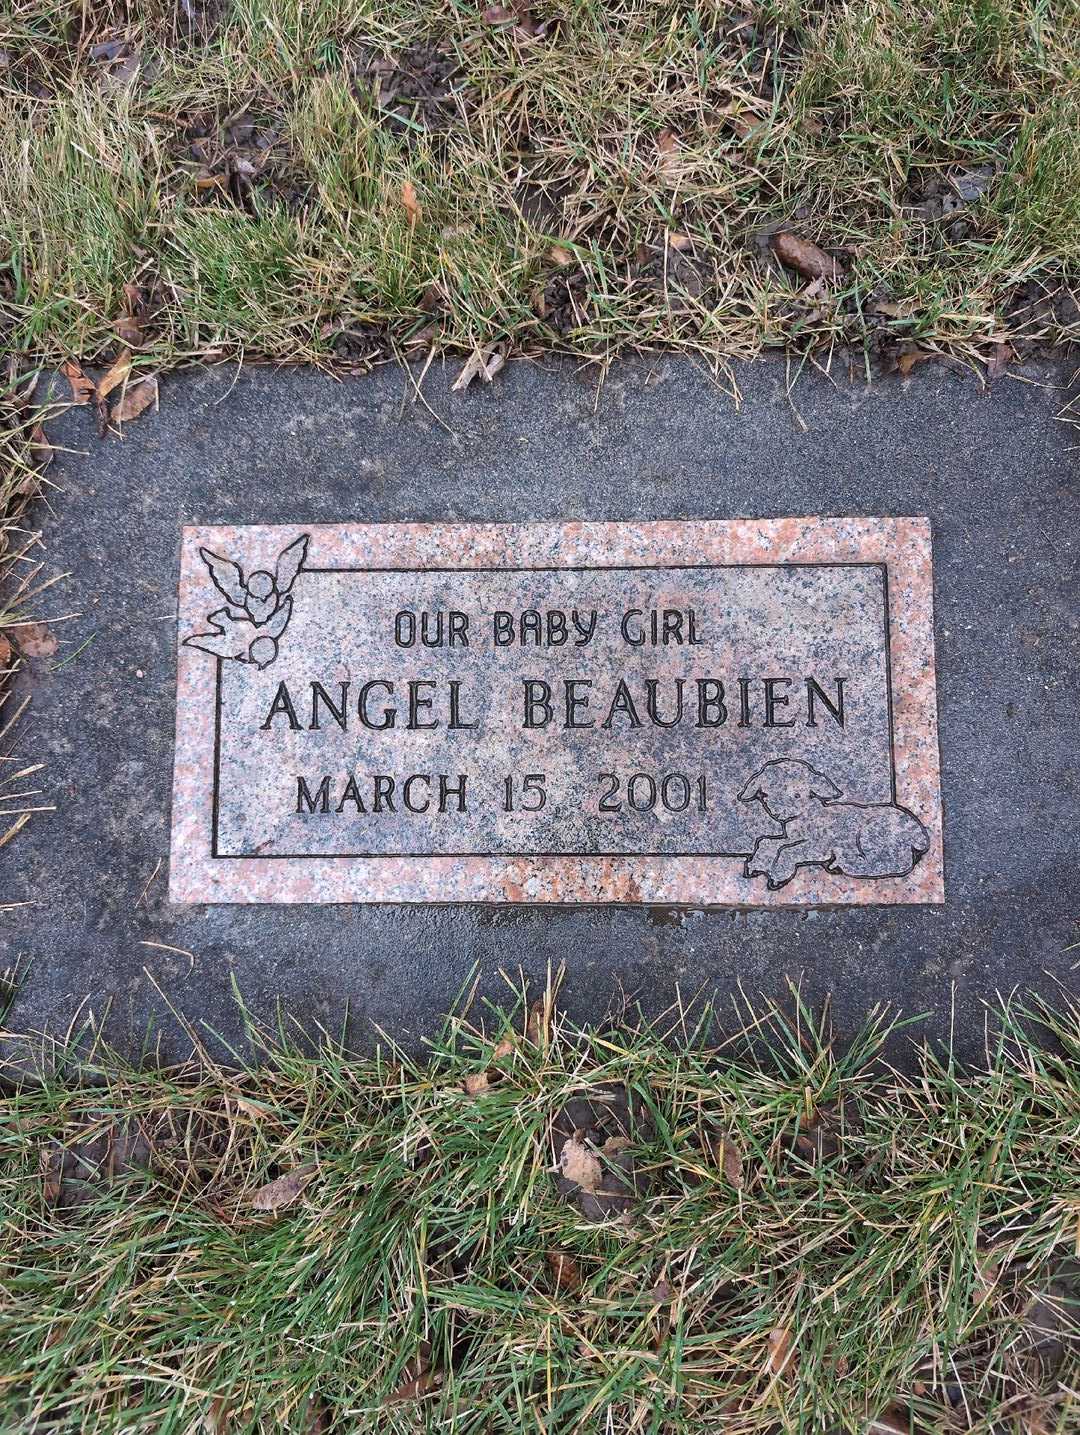 OUR BABY GIRL
ANGEL BEAUBIEN
MARCH 15, 2001